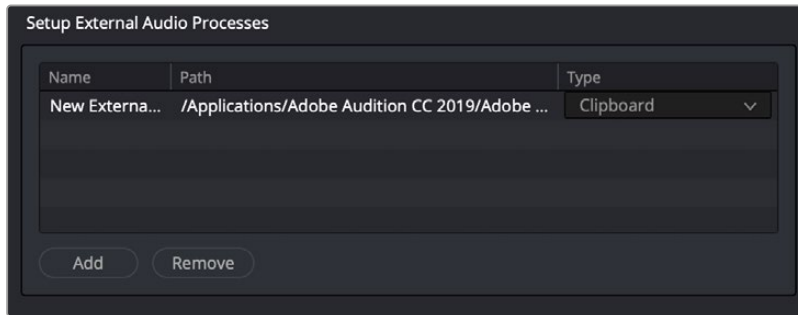 Setup External Audio Processes
Name Path Type
New Externa... /Applications/Adobe Audition CC 2019/Adobe ... Clipboard
Add Remove